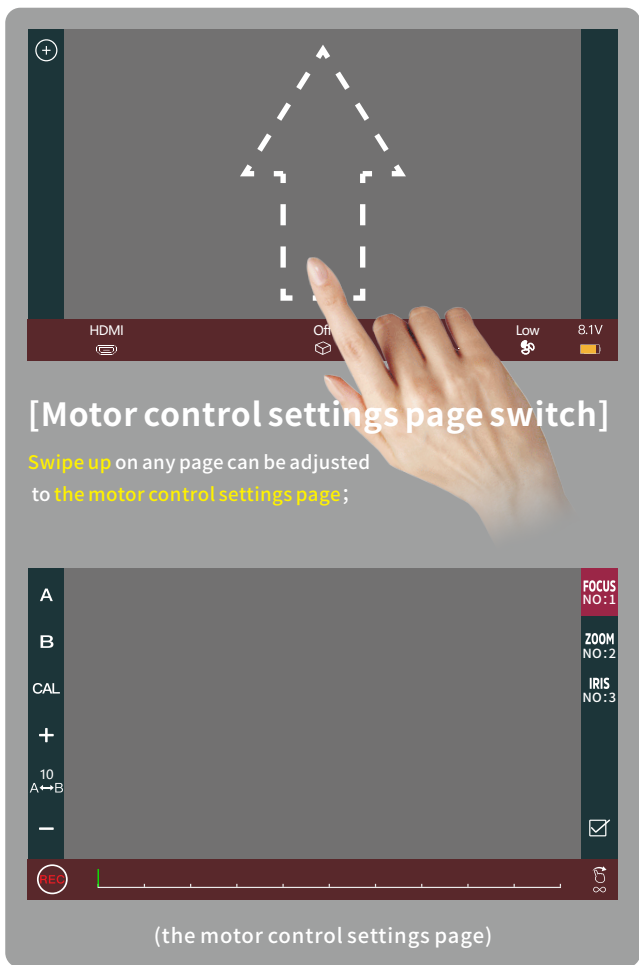 HDMI
Off
Low
8.1V
[Motor control settings page switch]
Swipe up on any page can be adjusted
to the motor control settings page;
A
B
CAL
+
10
A↔B
−
FOCUS
NO:1
ZOOM
NO:2
IRIS
NO:3
REC
∞
(the motor control settings page)